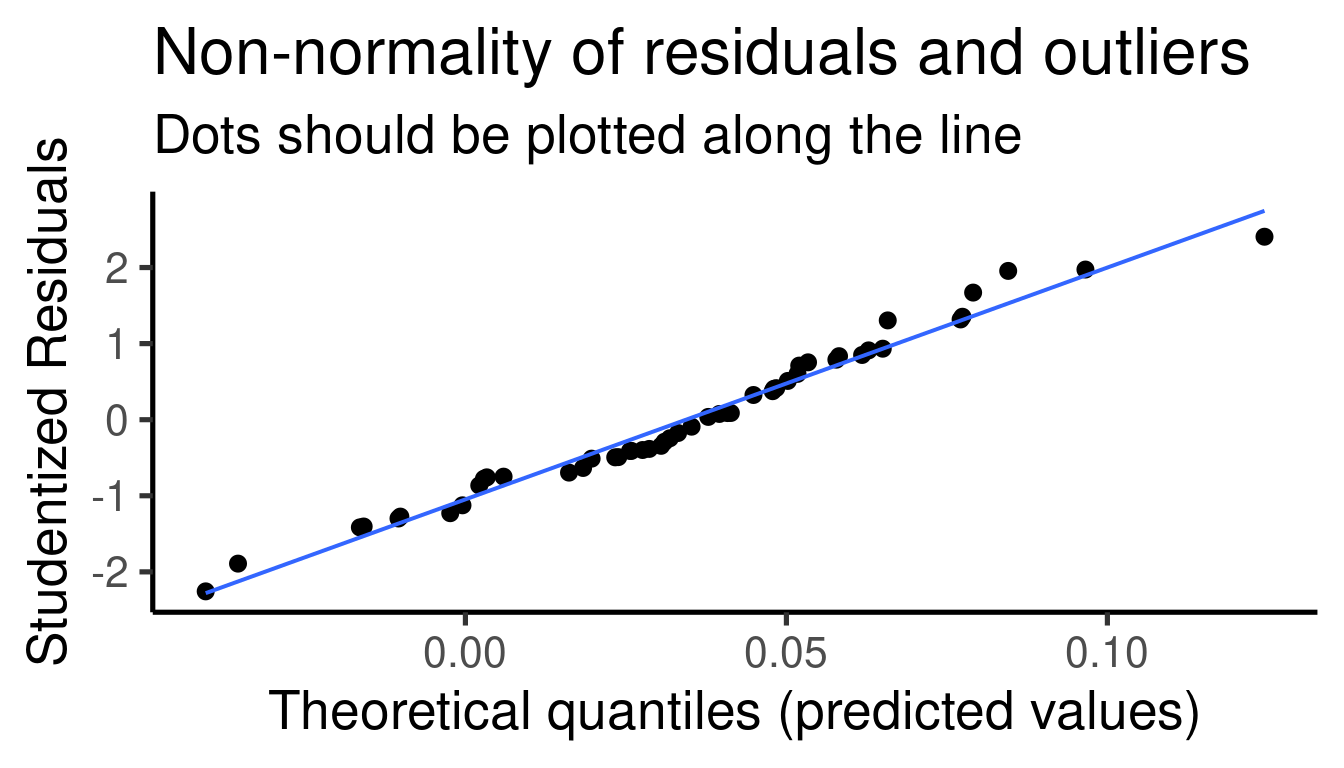 Non-normality of residuals and outliers
Dots should be plotted along the line
Studentized Residuals
2
1
0
-1
-2
0.00
0.05
0.10
Theoretical quantiles (predicted values)